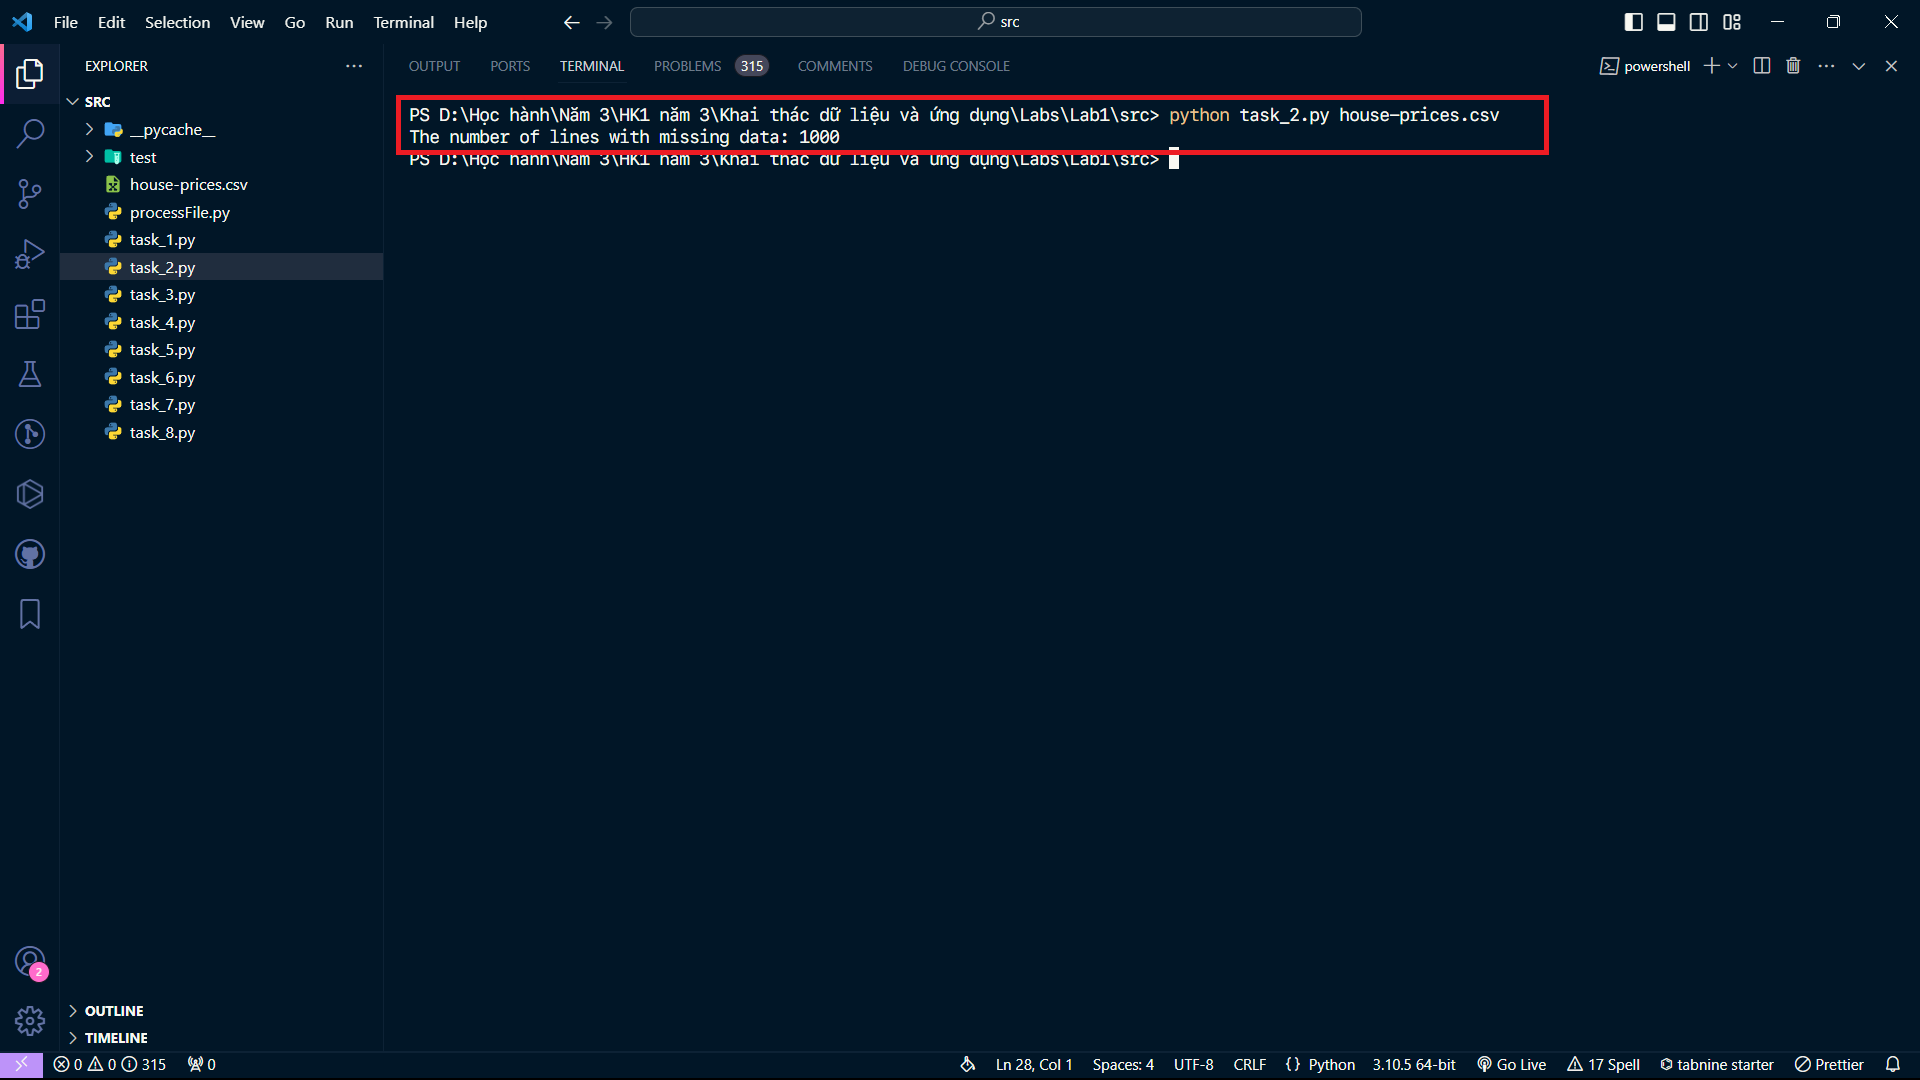 File Edit Selection View Go Run Terminal Help
src
EXPLORER
SRC
__pycache__
test
house-prices.csv
processFile.py
task_1.py
task_2.py
task_3.py
task_4.py
task_5.py
task_6.py
task_7.py
task_8.py
OUTLINE
TIMELINE
2
OUTPUT PORTS TERMINAL PROBLEMS 315 COMMENTS DEBUG CONSOLE
powershell
PS D:\Học hành\Năm 3\HK1 năm 3\Khai thác dữ liệu và ứng dụng\Labs\Lab1\src> python task_2.py house-prices.csv
The number of lines with missing data: 1000
PS D:\Học hành\Năm 3\HK1 năm 3\Khai thác dữ liệu và ứng dụng\Labs\Lab1\src>
0 0 315 0 Ln 28, Col 1 Spaces: 4 UTF-8 CRLF {} Python 3.10.5 64-bit Go Live 17 Spell tabnine starter Prettier